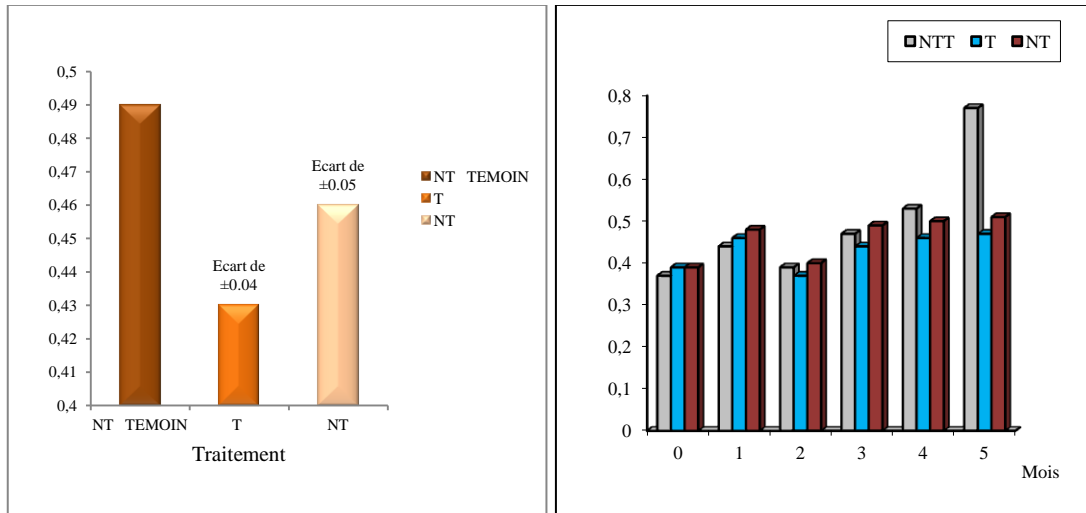 0,5
0,49
0,48
0,47
0,46
0,45
0,44
0,43
0,42
0,41
0,4
Ecart de
±0.04
Ecart de
±0.05
NT TEMOIN
T
NT
NT TEMOIN T NT
Traitement
NTT T NT
0,8
0,7
0,6
0,5
0,4
0,3
0,2
0,1
0
0 1 2 3 4 5
Mois